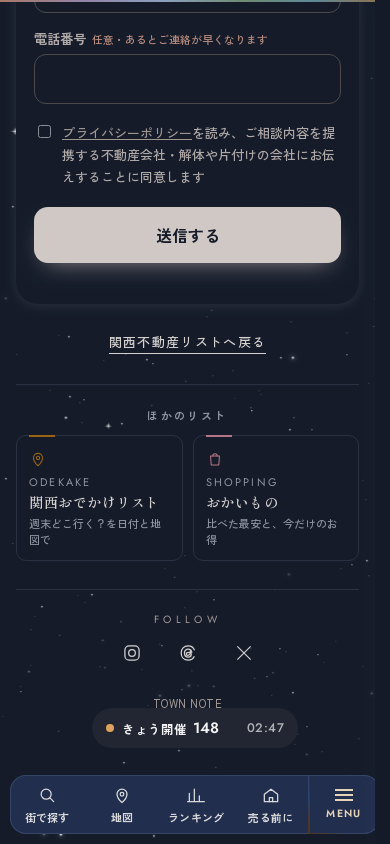 電話番号 任意・あるとご連絡が早くなります
プライバシーポリシーを読み、ご相談内容を提
携する不動産会社・解体や片付けの会社にお伝
えすることに同意します
送信する
関西不動産リストへ戻る
ほかのリスト
ODEKAKE
関西おでかけリスト
週末どこ行く？を日付と地
図で
SHOPPING
おかいもの
比べた最安と、今だけのお
得
FOLLOW
TOWN NOTE
きょう開催 148 02:47
街で探す 地図 ランキング 売る前に MENU